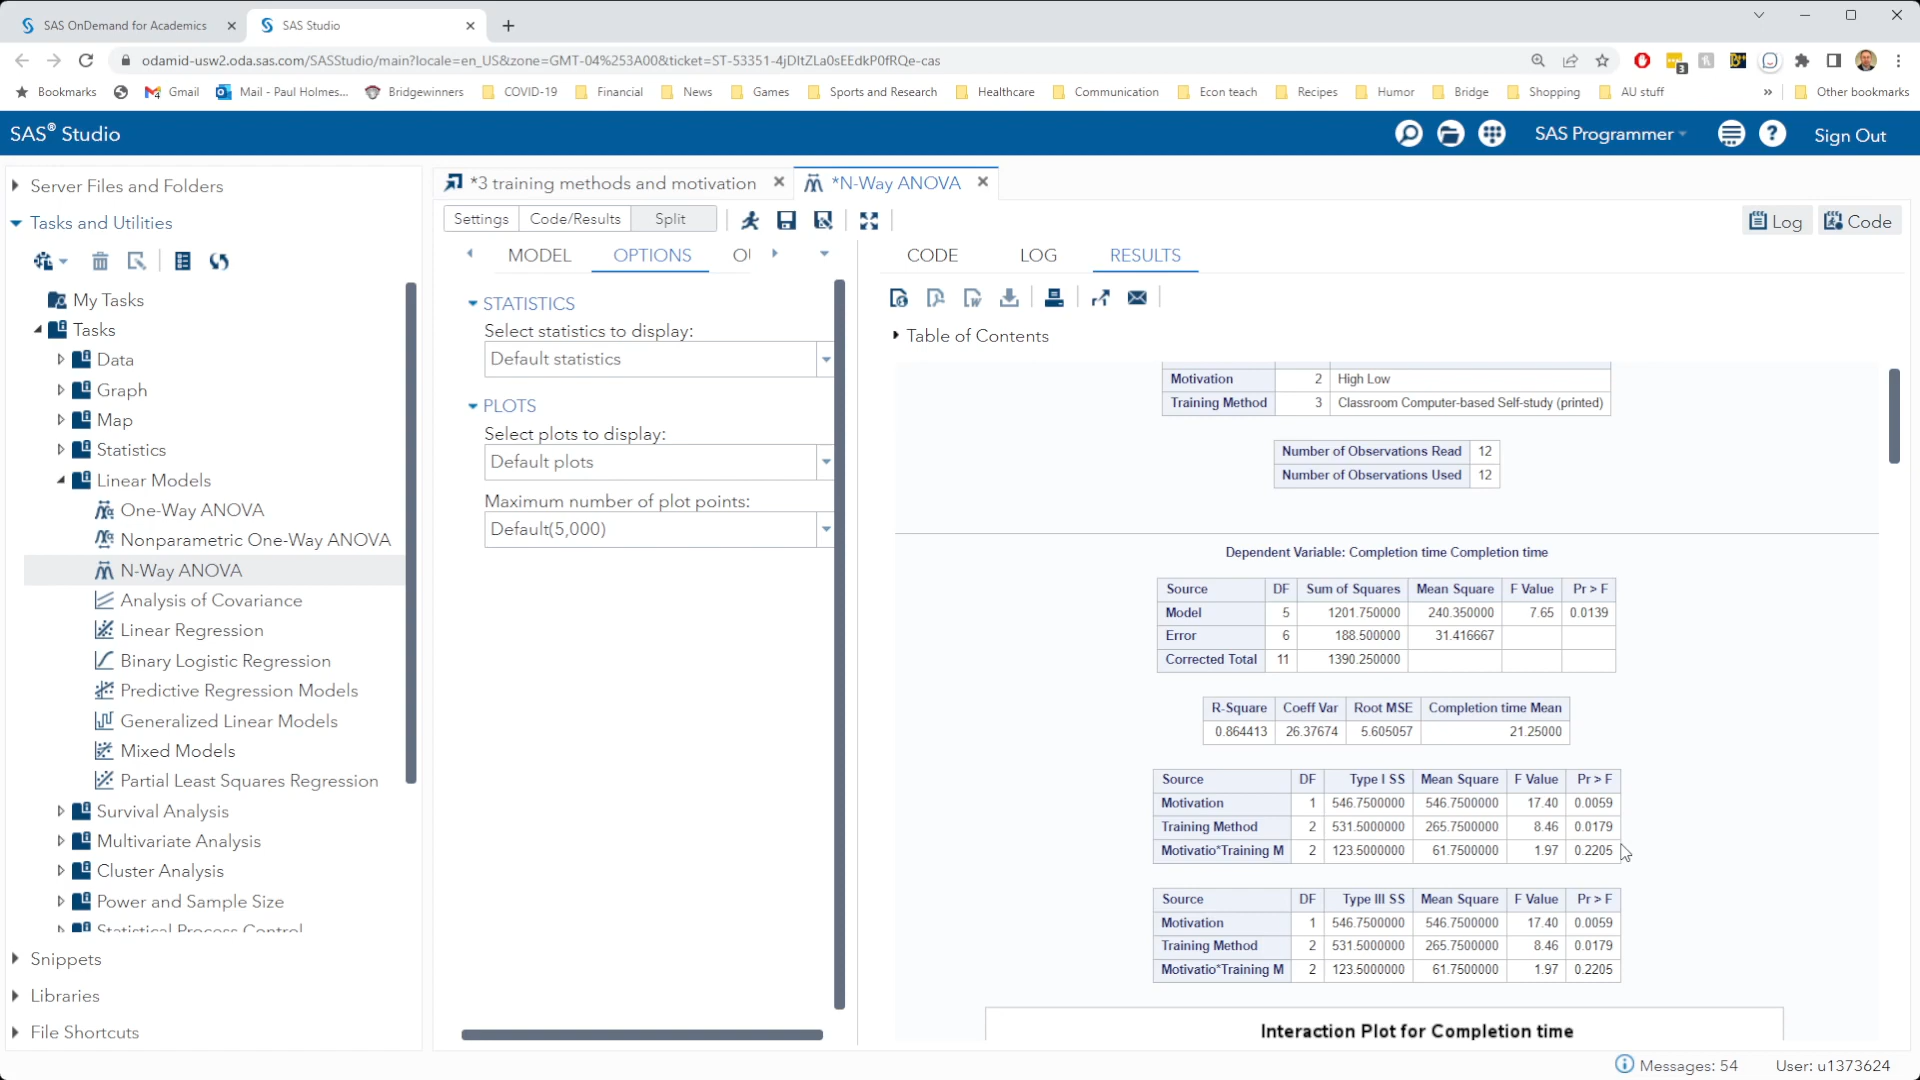 SAS OnDemand for Academics
SAS Studio
odamid-usw2.oda.sas.com/SASStudio/main?locale=en_US&zone=GMT-04%253A00&ticket=ST-53351-4jDItZLa0sEEdkP0fRQe-cas
3
Bookmarks
Gmail
Mail - Paul Holmes...
Bridgewinners
COVID-19
Financial
News
Games
Sports and Research
Healthcare
Communication
Econ teach
Recipes
Humor
Bridge
Shopping
AU stuff
»
Other bookmarks
SAS® Studio
SAS Programmer
Sign Out
Server Files and Folders
Tasks and Utilities
My Tasks
Tasks
Data
Graph
Map
Statistics
Linear Models
One-Way ANOVA
Nonparametric One-Way ANOVA
N-Way ANOVA
Analysis of Covariance
Linear Regression
Binary Logistic Regression
Predictive Regression Models
Generalized Linear Models
Mixed Models
Partial Least Squares Regression
Survival Analysis
Multivariate Analysis
Cluster Analysis
Power and Sample Size
Statistical Process Control
Snippets
Libraries
File Shortcuts
*3 training methods and motivation
*N-Way ANOVA
Settings
Code/Results
Split
Log
Code
MODEL
OPTIONS
OU
STATISTICS
Select statistics to display:
Default statistics
PLOTS
Select plots to display:
Default plots
Maximum number of plot points:
Default(5,000)
CODE
LOG
RESULTS
Table of Contents
Motivation 2 High Low
Training Method 3 Classroom Computer-based Self-study (printed)
Number of Observations Read 12
Number of Observations Used 12
Dependent Variable: Completion time Completion time
Source DF Sum of Squares Mean Square F Value Pr > F
Model 5 1201.750000 240.350000 7.65 0.0139
Error 6 188.500000 31.416667
Corrected Total 11 1390.250000
R-Square Coeff Var Root MSE Completion time Mean
0.864413 26.37674 5.605057 21.25000
Source DF Type I SS Mean Square F Value Pr > F
Motivation 1 546.7500000 546.7500000 17.40 0.0059
Training Method 2 531.5000000 265.7500000 8.46 0.0179
Motivatio*Training M 2 123.5000000 61.7500000 1.97 0.2205
Source DF Type III SS Mean Square F Value Pr > F
Motivation 1 546.7500000 546.7500000 17.40 0.0059
Training Method 2 531.5000000 265.7500000 8.46 0.0179
Motivatio*Training M 2 123.5000000 61.7500000 1.97 0.2205
Interaction Plot for Completion time
Messages: 54
User: u1373624